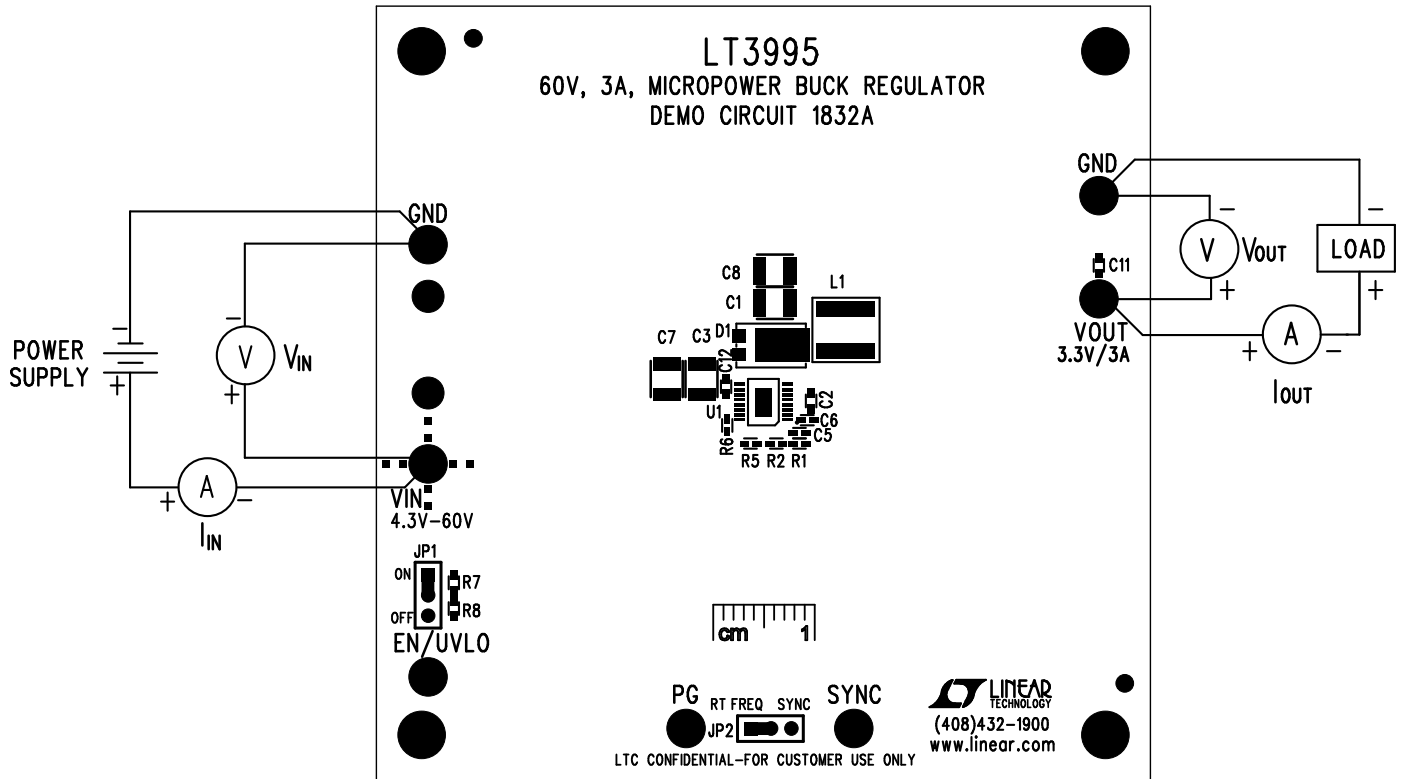 LT3995
60V, 3A, MICROPOWER BUCK REGULATOR
DEMO CIRCUIT 1832A
GND
GND
–
–
–
V
VOUT
LOAD
C11
+
+
VOUT
3.3V/3A
+
A
–
IOUT
POWER
SUPPLY
–
+
V
VIN
+
+
A
–
IIN
VIN
4.3V-60V
C8
C1
L1
D1
C7
C3
C12
U1
C2
C6
C5
R6
R5
R2
R1
JP1
ON
R7
OFF
R8
EN/UVLO
cm
1
PG
RT FREQ
SYNC
SYNC
JP2
LTC CONFIDENTIAL-FOR CUSTOMER USE ONLY
LINEAR
TECHNOLOGY
(408)432-1900
www.linear.com